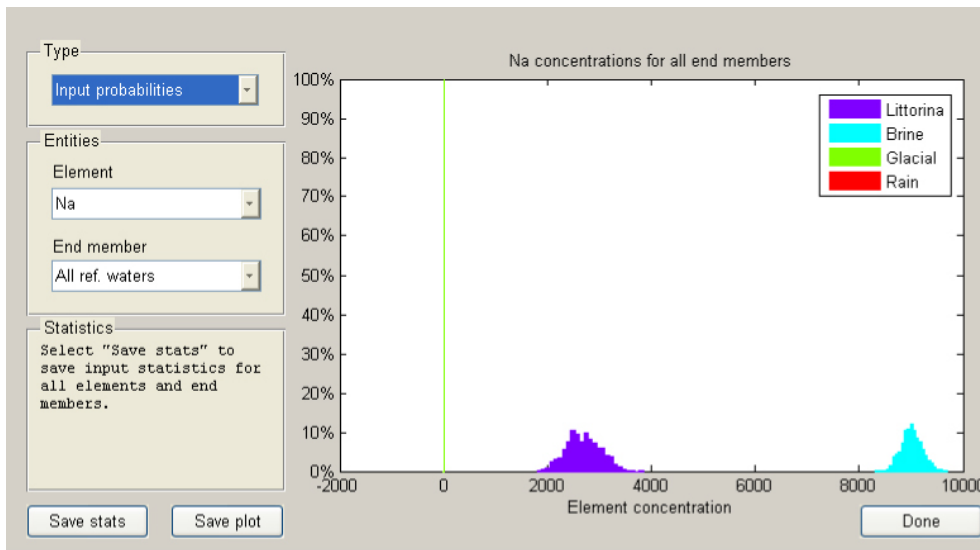 Type
Input probabilities
Entities
Element
Na
End member
All ref. waters
Statistics
Select "Save stats" to
save input statistics for
all elements and end
members.
Save stats
Save plot
Na concentrations for all end members
100%
90%
80%
70%
60%
50%
40%
30%
20%
10%
0%
-2000
0
2000
4000
6000
8000
10000
Element concentration
Littorina
Brine
Glacial
Rain
Done